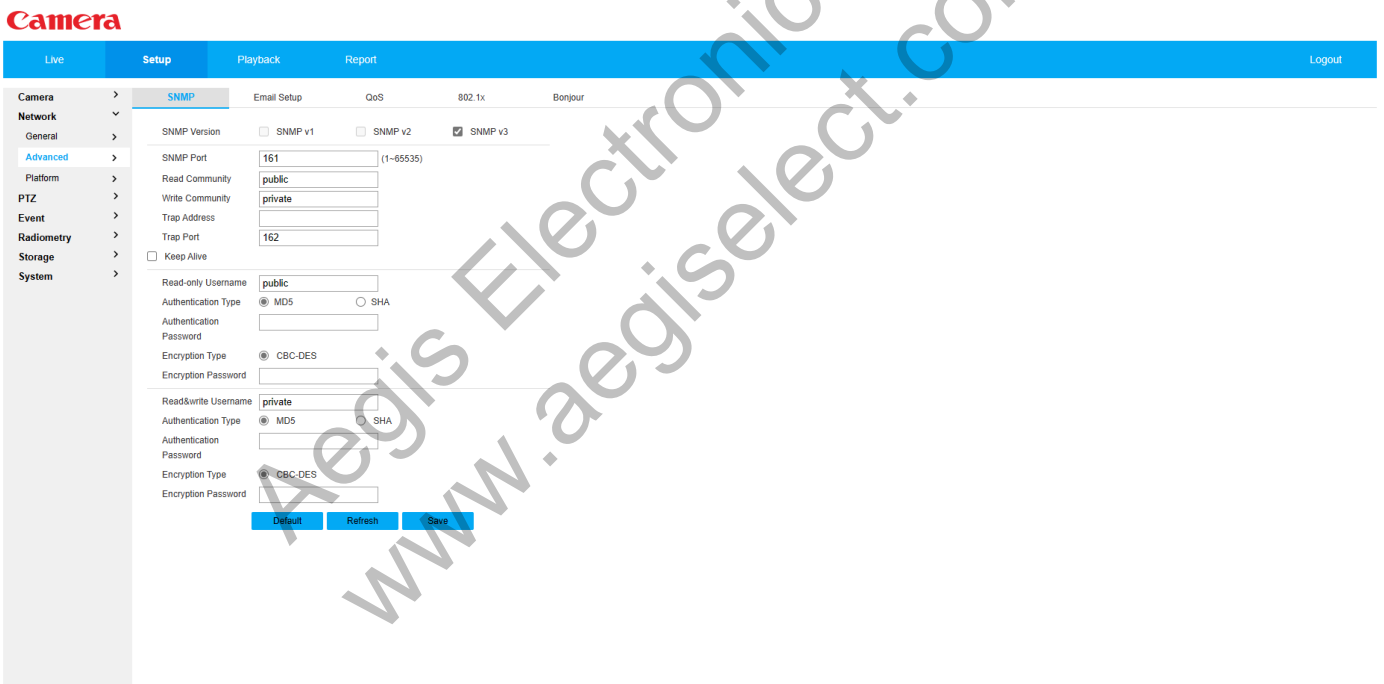 Camera
Live Setup Playback Report Logout
Camera
Network
General
Advanced
Platform
PTZ
Event
Radiometry
Storage
System
SNMP Email Setup QoS 802.1x Bonjour
SNMP Version SNMP v1 SNMP v2 SNMP v3
SNMP Port 161 (1~65535)
Read Community public
Write Community private
Trap Address
Trap Port 162
Keep Alive
Read-only Username public
Authentication Type MD5 SHA
Authentication
Password
Encryption Type CBC-DES
Encryption Password
Read&write Username private
Authentication Type MD5 SHA
Authentication
Password
Encryption Type CBC-DES
Encryption Password
Default Refresh Save
Aegis Electronic
www.aegiselect.co